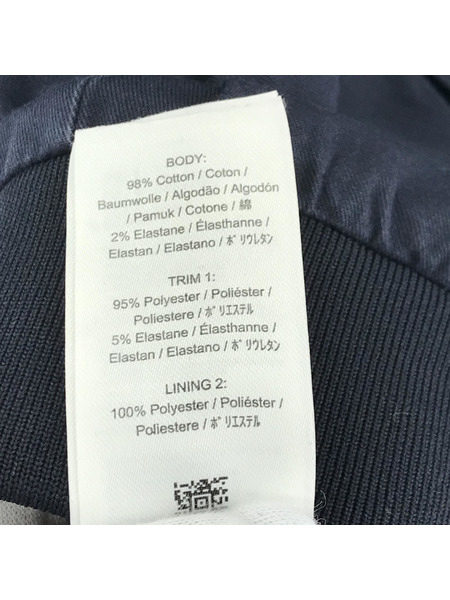 BODY:
98% Cotton / Coton /
Baumwolle / Algodão / Algodón
/ Pamuk / Cotone / 綿
2% Elastane / Élasthanne /
Elastan / Elastano / ポリウレタン
TRIM 1:
95% Polyester / Poliéster /
Poliestere / ポリエステル
5% Elastane / Élasthanne /
Elastan / Elastano / ポリウレタン
LINING 2:
100% Polyester / Poliéster /
Poliestere / ポリエステル